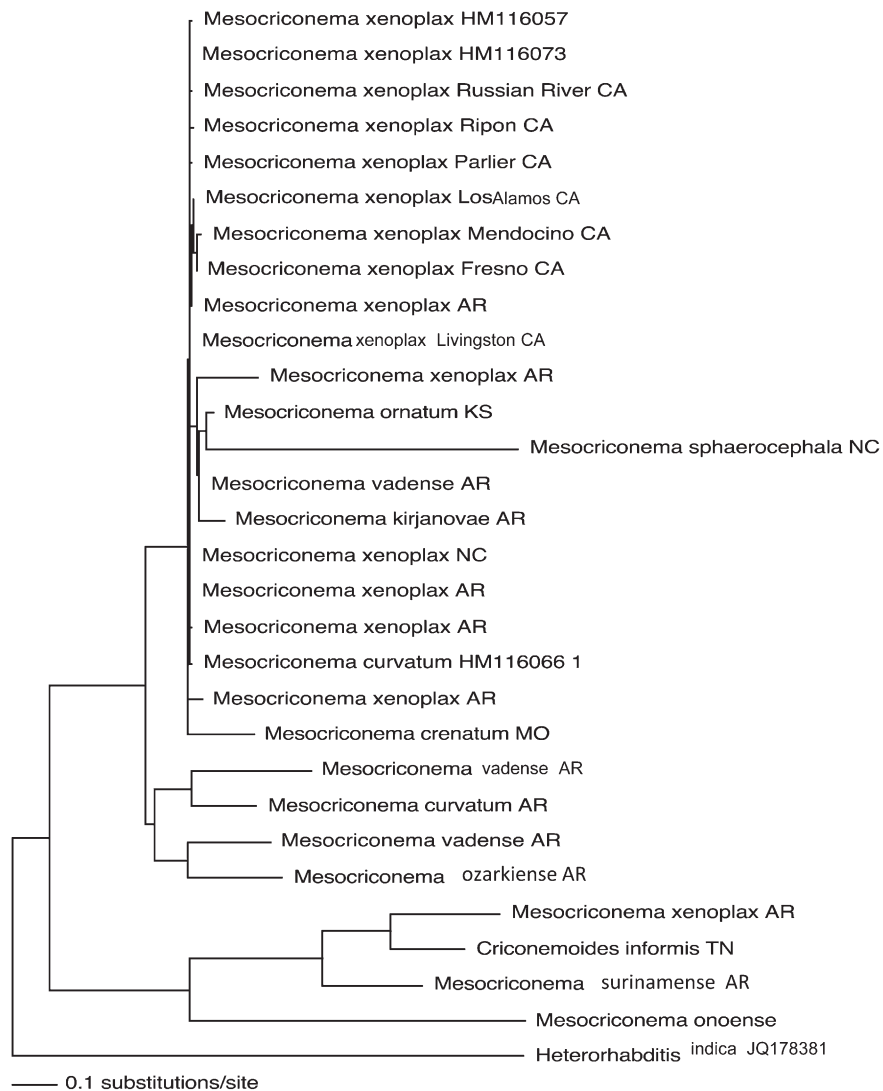 Mesocriconema xenoplax HM116057
Mesocriconema xenoplax HM116073
Mesocriconema xenoplax Russian River CA
Mesocriconema xenoplax Ripon CA
Mesocriconema xenoplax Parlier CA
Mesocriconema xenoplax LosAlamos CA
Mesocriconema xenoplax Mendocino CA
Mesocriconema xenoplax Fresno CA
Mesocriconema xenoplax AR
Mesocriconema xenoplax Livingston CA
Mesocriconema xenoplax AR
Mesocriconema ornatum KS
Mesocriconema sphaerocephala NC
Mesocriconema vadense AR
Mesocriconema kirjanovae AR
Mesocriconema xenoplax NC
Mesocriconema xenoplax AR
Mesocriconema xenoplax AR
Mesocriconema curvatum HM116066 1
Mesocriconema xenoplax AR
Mesocriconema crenatum MO
Mesocriconema vadense AR
Mesocriconema curvatum AR
Mesocriconema vadense AR
Mesocriconema ozarkiense AR
Mesocriconema xenoplax AR
Criconemoides informis TN
Mesocriconema surinamense AR
Mesocriconema onoense
Heterorhabditis indica JQ178381
0.1 substitutions/site